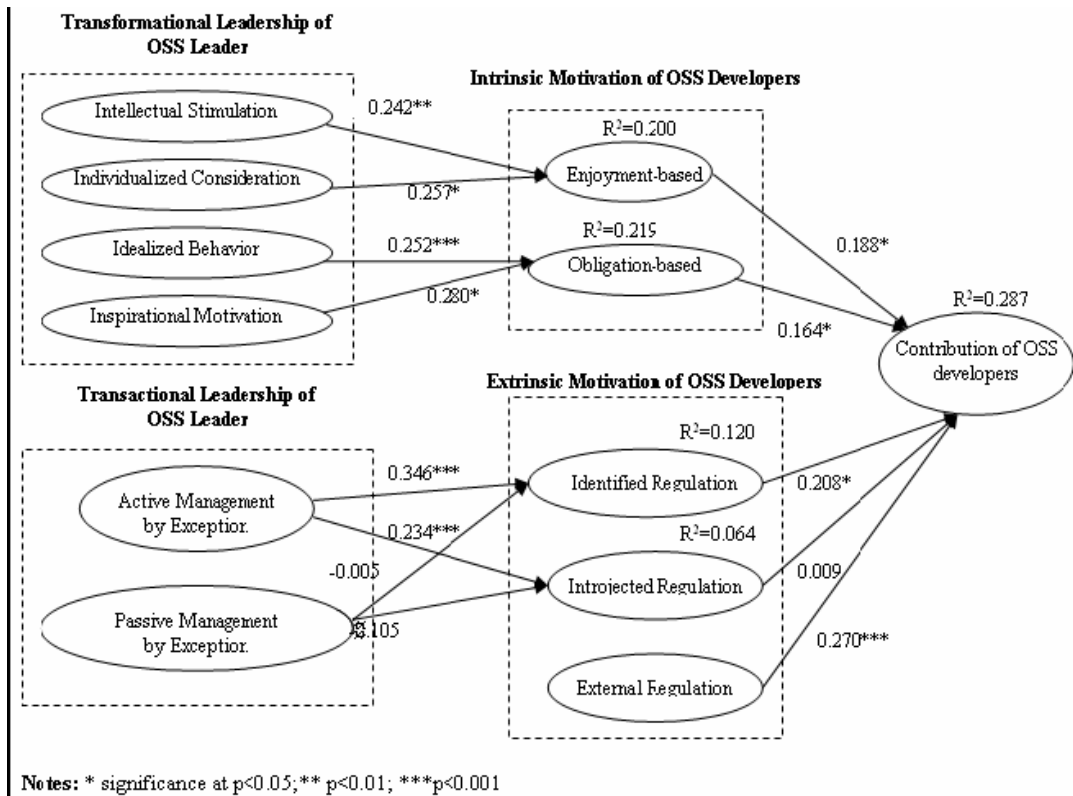 Transformational Leadership of
OSS Leader
Intrinsic Motivation of OSS Developers
Intellectual Stimulation
0.242**
R²=0.200
Individualized Consideration
0.257*
Enjoyment-based
Idealized Behavior
0.252***
R²=0.219
Obligation-based
0.188*
Inspirational Motivation
0.280*
0.164*
R²=0.287
Contribution of OSS
developers
Transactional Leadership of
OSS Leader
Extrinsic Motivation of OSS Developers
R²=0.120
Active Management
by Exception.
0.346***
Identified Regulation
0.208*
0.234***
R²=0.064
-0.005
Introjected Regulation
0.009
Passive Management
by Exception.
.105
0.270***
External Regulation
Notes: * significance at p<0.05;** p<0.01; ***p<0.001